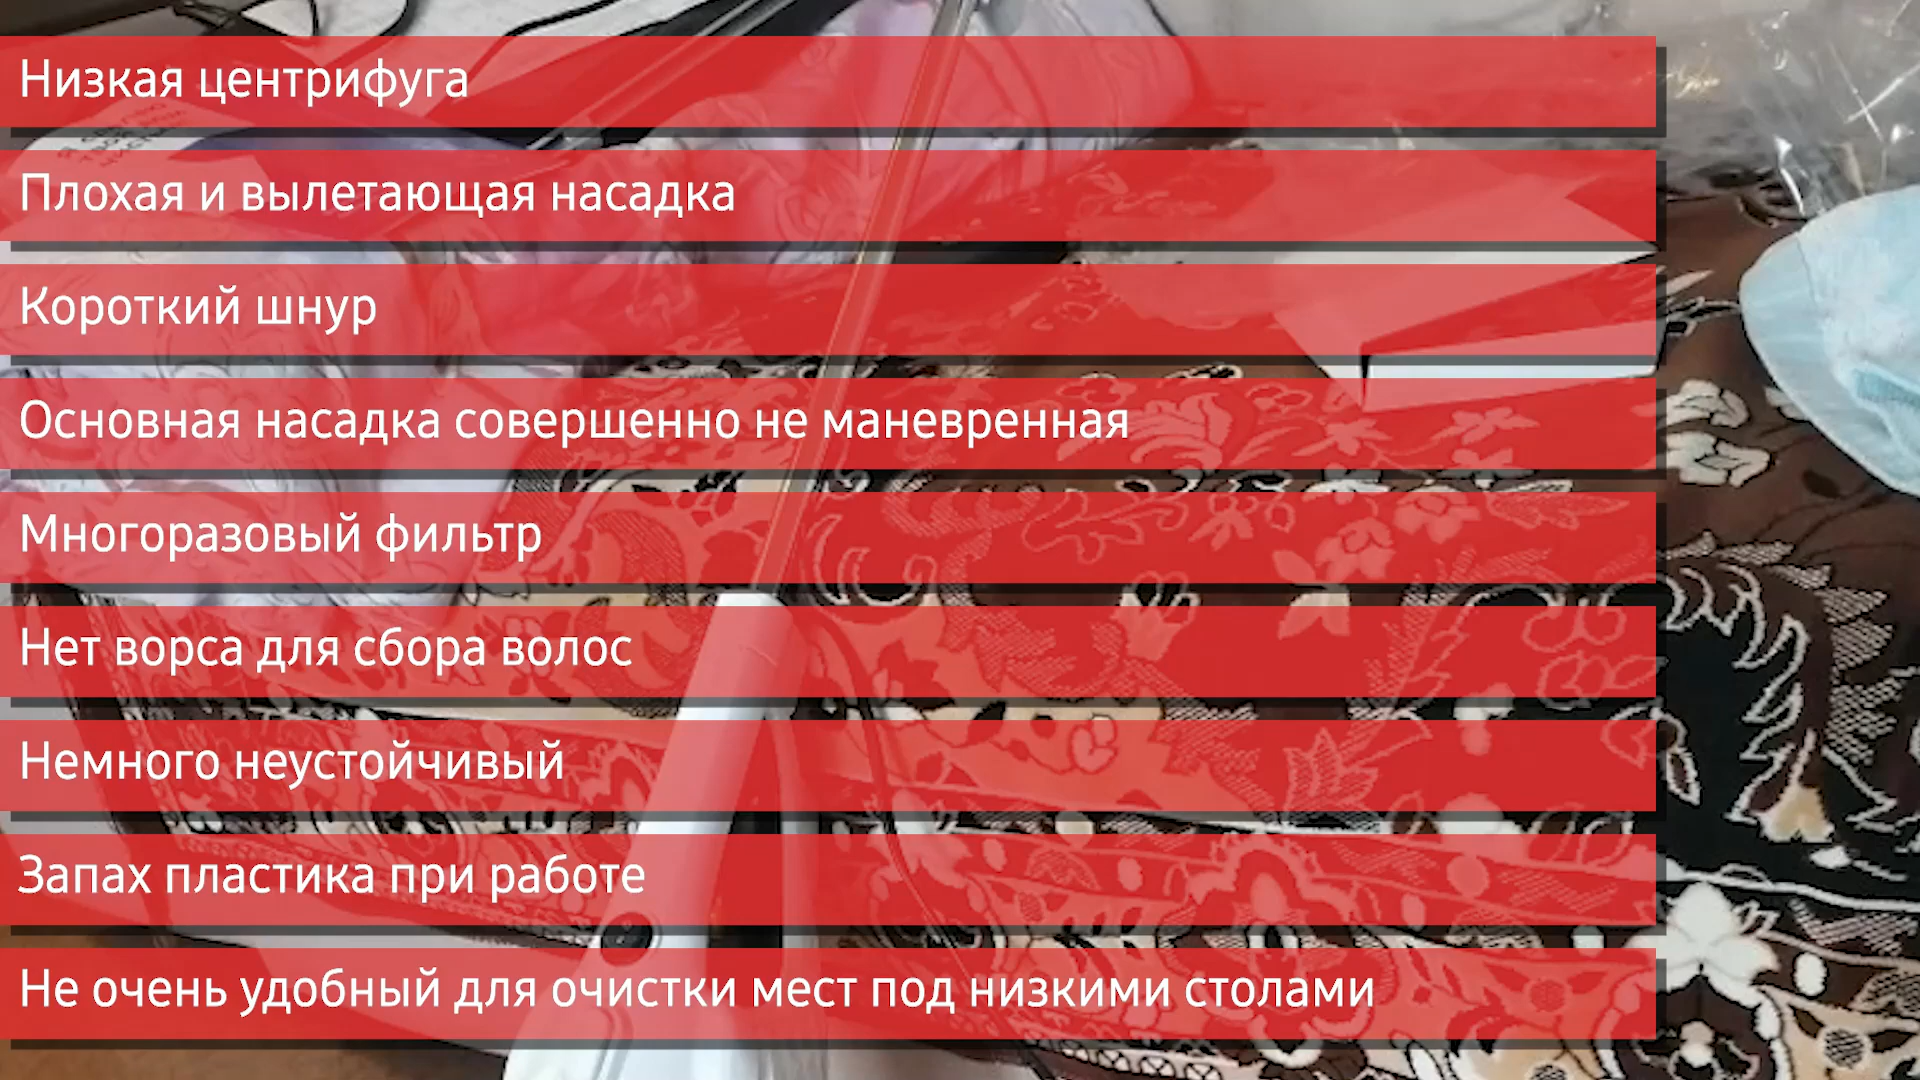 Низкая центрифуга
Плохая и вылетающая насадка
Короткий шнур
Основная насадка совершенно не маневренная
Многоразовый фильтр
Нет ворса для сбора волос
Немного неустойчивый
Запах пластика при работе
Не очень удобный для очистки мест под низкими столами